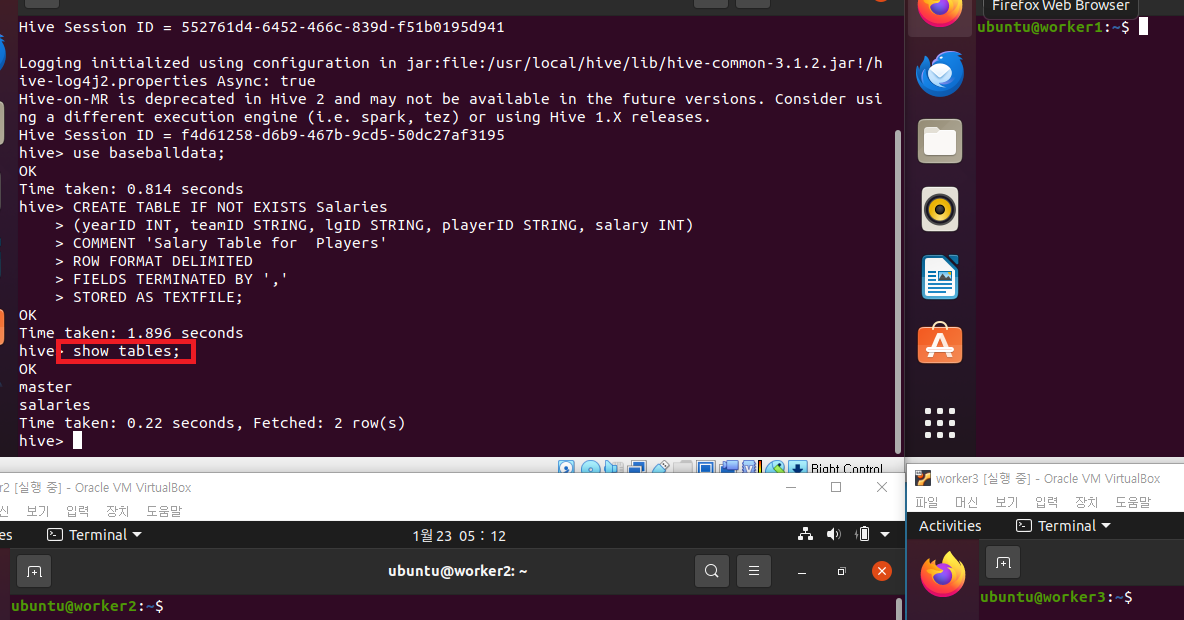 Hive Session ID = 552761d4-6452-466c-839d-f51b0195d941
Logging initialized using configuration in jar:file:/usr/local/hive/lib/hive-common-3.1.2.jar!/h
ive-log4j2.properties Async: true
Hive-on-MR is deprecated in Hive 2 and may not be available in the future versions. Consider usi
ng a different execution engine (i.e. spark, tez) or using Hive 1.X releases.
Hive Session ID = f4d61258-d6b9-467b-9cd5-50dc27af3195
hive> use baseballdata;
OK
Time taken: 0.814 seconds
hive> CREATE TABLE IF NOT EXISTS Salaries
    > (yearID INT, teamID STRING, lgID STRING, playerID STRING, salary INT)
    > COMMENT 'Salary Table for  Players'
    > ROW FORMAT DELIMITED
    > FIELDS TERMINATED BY ','
    > STORED AS TEXTFILE;
OK
Time taken: 1.896 seconds
hive> show tables;
OK
master
salaries
Time taken: 0.22 seconds, Fetched: 2 row(s)
hive>
Right Control
Firefox Web Browser
ubuntu@worker1:~$
r2 [실행 중] - Oracle VM VirtualBox
신 보기 입력 장치 도움말
es Terminal 1월 23 05 : 12
ubuntu@worker2: ~
ubuntu@worker2:~$
worker3 [실행 중] - Oracle VM VirtualBox
파일 머신 보기 입력 장치 도움말
Activities Terminal
ubuntu@worker3:~$